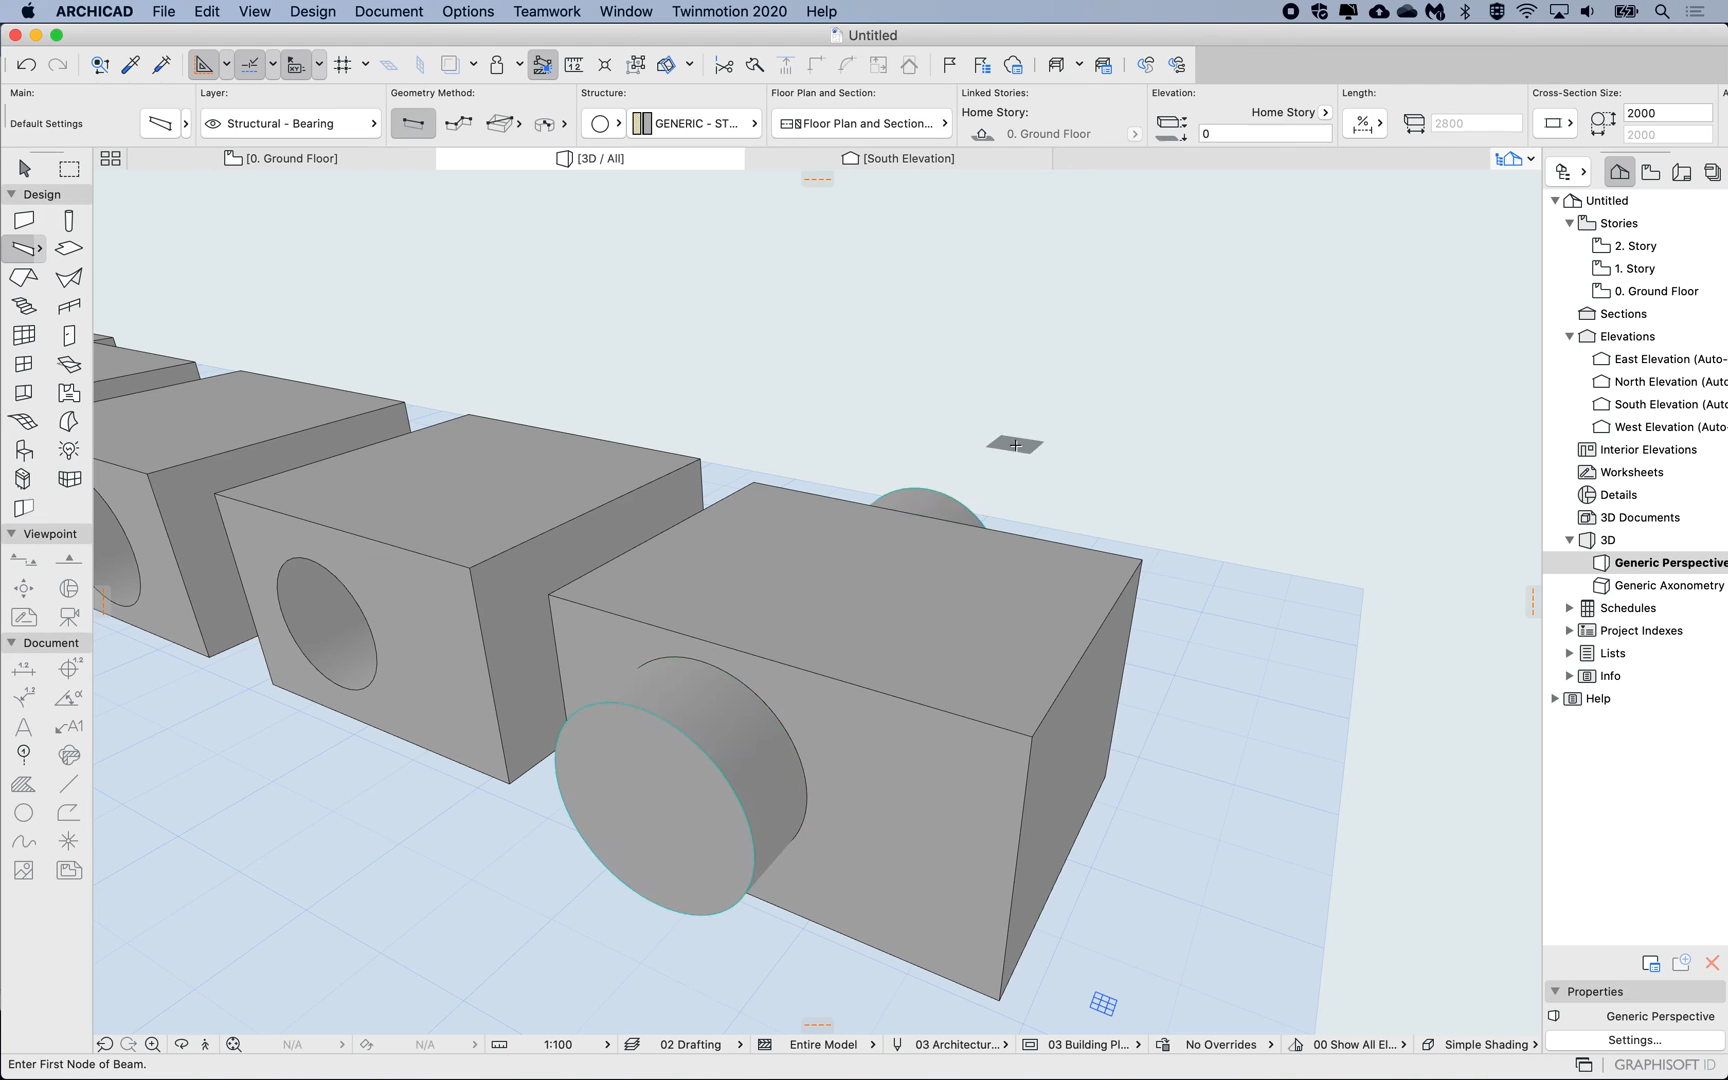 ARCHICAD File Edit View Design Document Options Teamwork Window Twinmotion 2020 Help
Untitled
Main:
Layer:
Geometry Method:
Structure:
Floor Plan and Section:
Linked Stories:
Elevation:
Length:
Cross-Section Size:
A
Default Settings
Structural - Bearing
GENERIC - ST...
Floor Plan and Section...
Home Story:
0. Ground Floor
Home Story
0
2800
2000
2000
[0. Ground Floor]
[3D / All]
[South Elevation]
Design
Viewpoint
Document
Untitled
Stories
2. Story
1. Story
0. Ground Floor
Sections
Elevations
East Elevation (Auto-
North Elevation (Auto
South Elevation (Auto
West Elevation (Auto-
Interior Elevations
Worksheets
Details
3D Documents
3D
Generic Perspective
Generic Axonometry
Schedules
Project Indexes
Lists
Info
Help
Properties
Generic Perspective
Settings...
N/A
N/A
1:100
02 Drafting
Entire Model
03 Architectur...
03 Building Pl...
No Overrides
00 Show All El...
Simple Shading
Enter First Node of Beam.
GRAPHISOFT ID